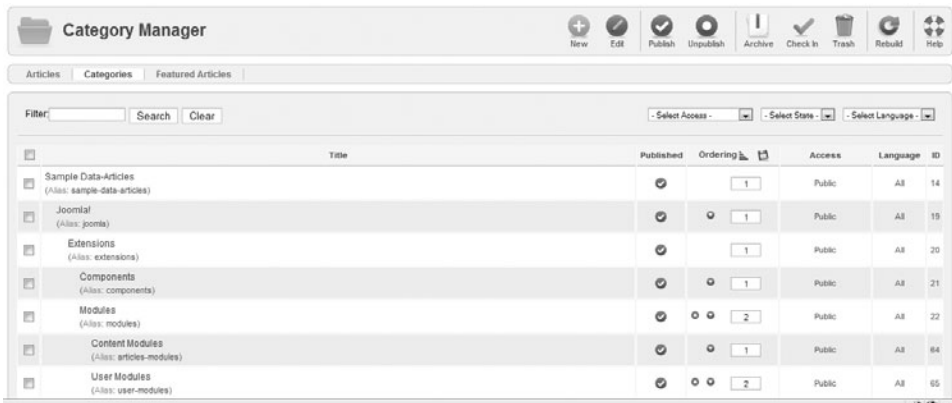 Category Manager
New Edit Publish Unpublish Archive Check In Trash Rebuild Help
Articles Categories Featured Articles
Filter: Search Clear - Select Access - - Select State - - Select Language -
Title Published Ordering Access Language ID
Sample Data-Articles 1 Public All 14
(Alias: sample-data-articles)
Joomla! 1 Public All 19
(Alias: joomla)
Extensions 1 Public All 20
(Alias: extensions)
Components 1 Public All 21
(Alias: components)
Modules 2 Public All 22
(Alias: modules)
Content Modules 1 Public All 64
(Alias: articles-modules)
User Modules 2 Public All 65
(Alias: user-modules)